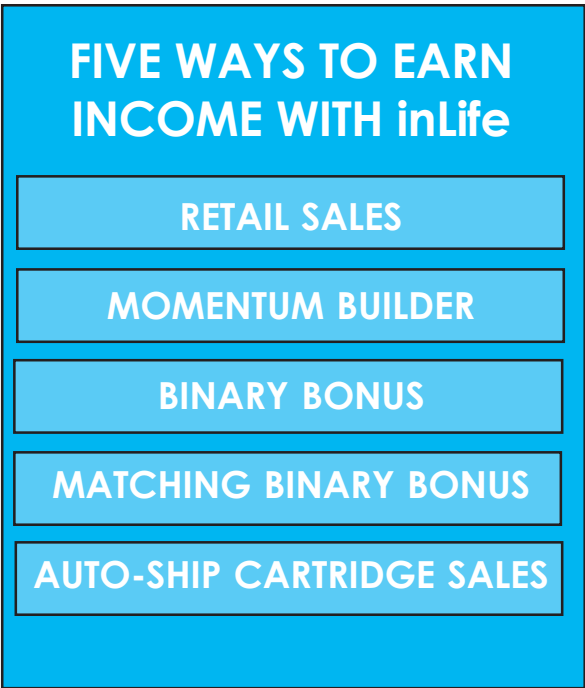 FIVE WAYS TO EARN
INCOME WITH inLife
RETAIL SALES
MOMENTUM BUILDER
BINARY BONUS
MATCHING BINARY BONUS
AUTO-SHIP CARTRIDGE SALES